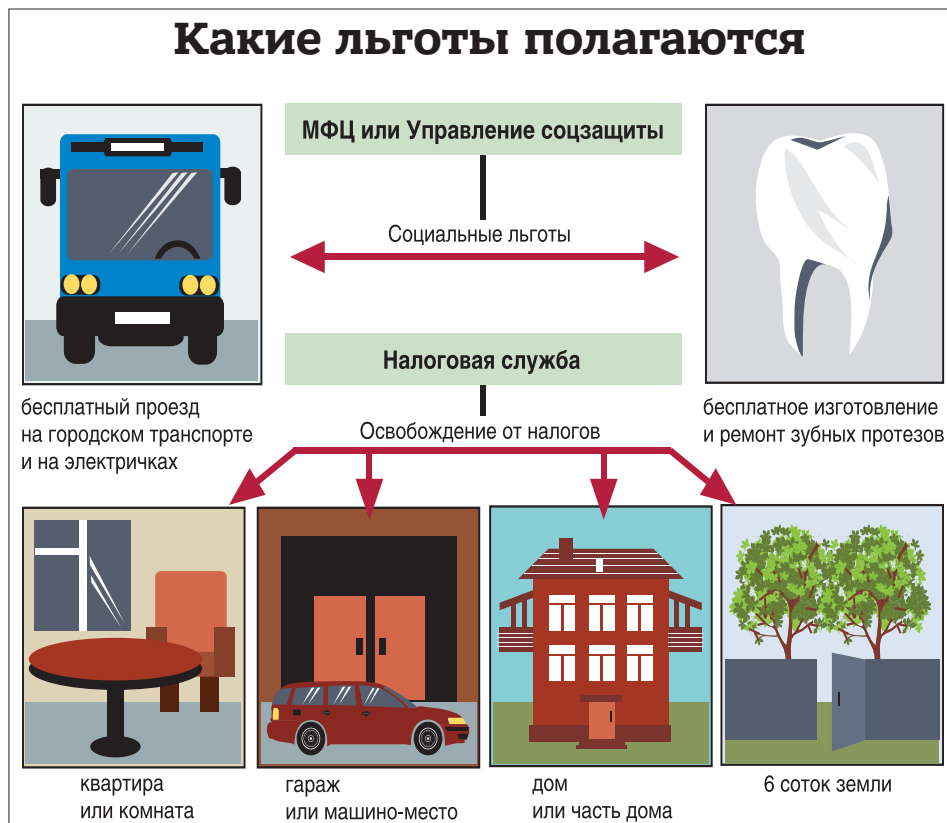 Какие льготы полагаются
МФЦ или Управление соцзащиты
Социальные льготы
бесплатный проезд
на городском транспорте
и на электричках
бесплатное изготовление
и ремонт зубных протезов
Налоговая служба
Освобождение от налогов
квартира
или комната
гараж
или машино-место
дом
или часть дома
6 соток земли